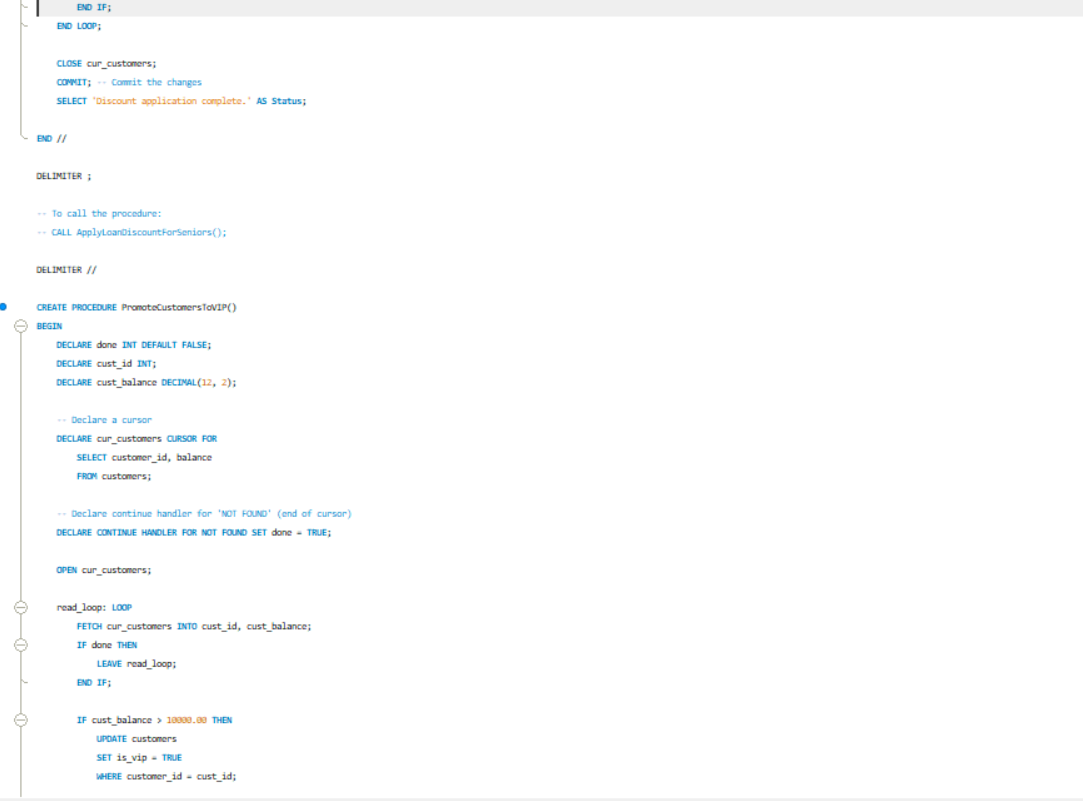 END IF;
END LOOP;
CLOSE cur_customers;
COMMIT; -- Commit the changes
SELECT 'Discount application complete.' AS Status;
END //
DELIMITER ;
-- To call the procedure:
-- CALL ApplyLoanDiscountForSeniors();
DELIMITER //
CREATE PROCEDURE PromoteCustomersToVIP()
BEGIN
DECLARE done INT DEFAULT FALSE;
DECLARE cust_id INT;
DECLARE cust_balance DECIMAL(12, 2);
-- Declare a cursor
DECLARE cur_customers CURSOR FOR
SELECT customer_id, balance
FROM customers;
-- Declare continue handler for 'NOT FOUND' (end of cursor)
DECLARE CONTINUE HANDLER FOR NOT FOUND SET done = TRUE;
OPEN cur_customers;
read_loop: LOOP
FETCH cur_customers INTO cust_id, cust_balance;
IF done THEN
LEAVE read_loop;
END IF;
IF cust_balance > 10000.00 THEN
UPDATE customers
SET is_vip = TRUE
WHERE customer_id = cust_id;